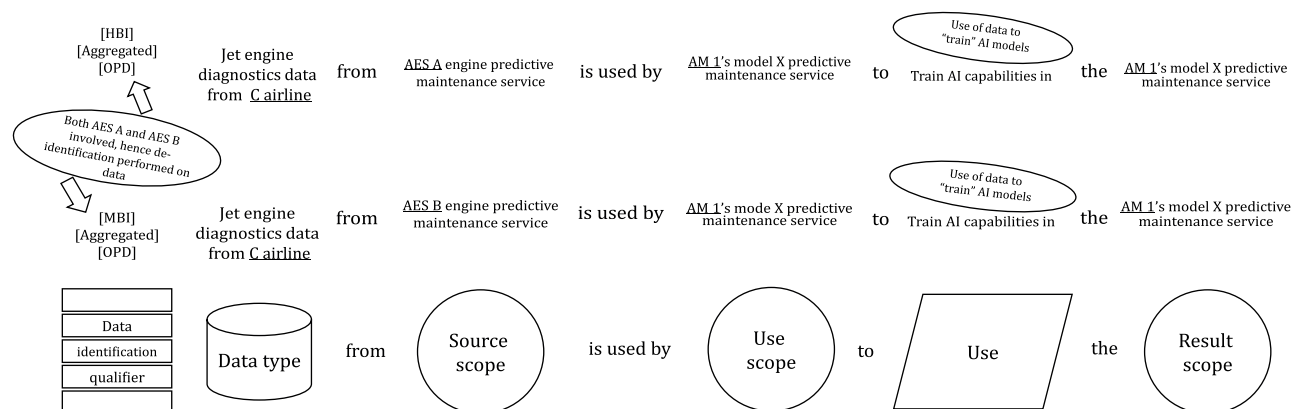 [HBI]
[Aggregated]
[OPD]
Jet engine
diagnostics data
from C airline
from
AES A engine predictive
maintenance service
is used by
AM 1's model X predictive
maintenance service
to
Use of data to
“train” AI models
Train AI capabilities in
the
AM 1's model X predictive
maintenance service
Both AES A and AES B
involved, hence de-
identification performed on
data
[MBI]
[Aggregated]
[OPD]
Jet engine
diagnostics data
from C airline
from
AES B engine predictive
maintenance service
is used by
AM 1's mode X predictive
maintenance service
to
Use of data to
“train” AI models
Train AI capabilities in
the
AM 1's model X predictive
maintenance service
Data
identification
qualifier
Data type
from
Source
scope
is used by
Use
scope
to
Use
the
Result
scope